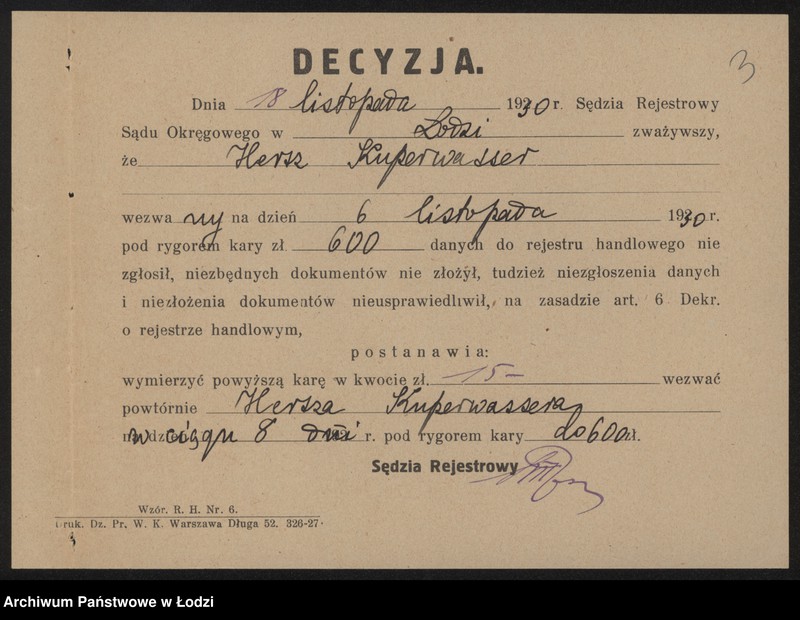 3
DECYZJA.
Dnia 18 listopada 1930 r. Sędzia Rejestrowy
Sądu Okręgowego w Łodzi zważywszy,
że Hersz Kuperwasser
wezwany na dzień 6 listopada 1930 r.
pod rygorem kary zł. 600 danych do rejestru handlowego nie
zgłosił, niezbędnych dokumentów nie złożył, tudzież niezgłoszenia danych
i niezłożenia dokumentów nieusprawiedliwił, na zasadzie art. 6 Dekr.
o rejestrze handlowym,
postanawia:
wymierzyć powyższą karę w kwocie zł. 15- wezwać
powtórnie Hersza Kuperwassera
w ciągu 8 dni r. pod rygorem kary do 600 zł.
Sędzia Rejestrowy
Wzór. R. H. Nr. 6.
Druk. Dz. Pr. W. K. Warszawa Długa 52. 326-27
Archiwum Państwowe w Łodzi